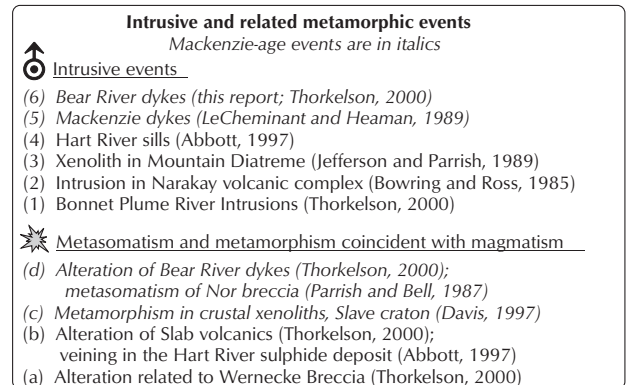 Intrusive and related metamorphic events
Mackenzie-age events are in italics
Intrusive events
(6) Bear River dykes (this report; Thorkelson, 2000)
(5) Mackenzie dykes (LeCheminant and Heaman, 1989)
(4) Hart River sills (Abbott, 1997)
(3) Xenolith in Mountain Diatreme (Jefferson and Parrish, 1989)
(2) Intrusion in Narakay volcanic complex (Bowring and Ross, 1985)
(1) Bonnet Plume River Intrusions (Thorkelson, 2000)
Metasomatism and metamorphism coincident with magmatism
(d) Alteration of Bear River dykes (Thorkelson, 2000);
metasomatism of Nor breccia (Parrish and Bell, 1987)
(c) Metamorphism in crustal xenoliths, Slave craton (Davis, 1997)
(b) Alteration of Slab volcanics (Thorkelson, 2000);
veining in the Hart River sulphide deposit (Abbott, 1997)
(a) Alteration related to Wernecke Breccia (Thorkelson, 2000)